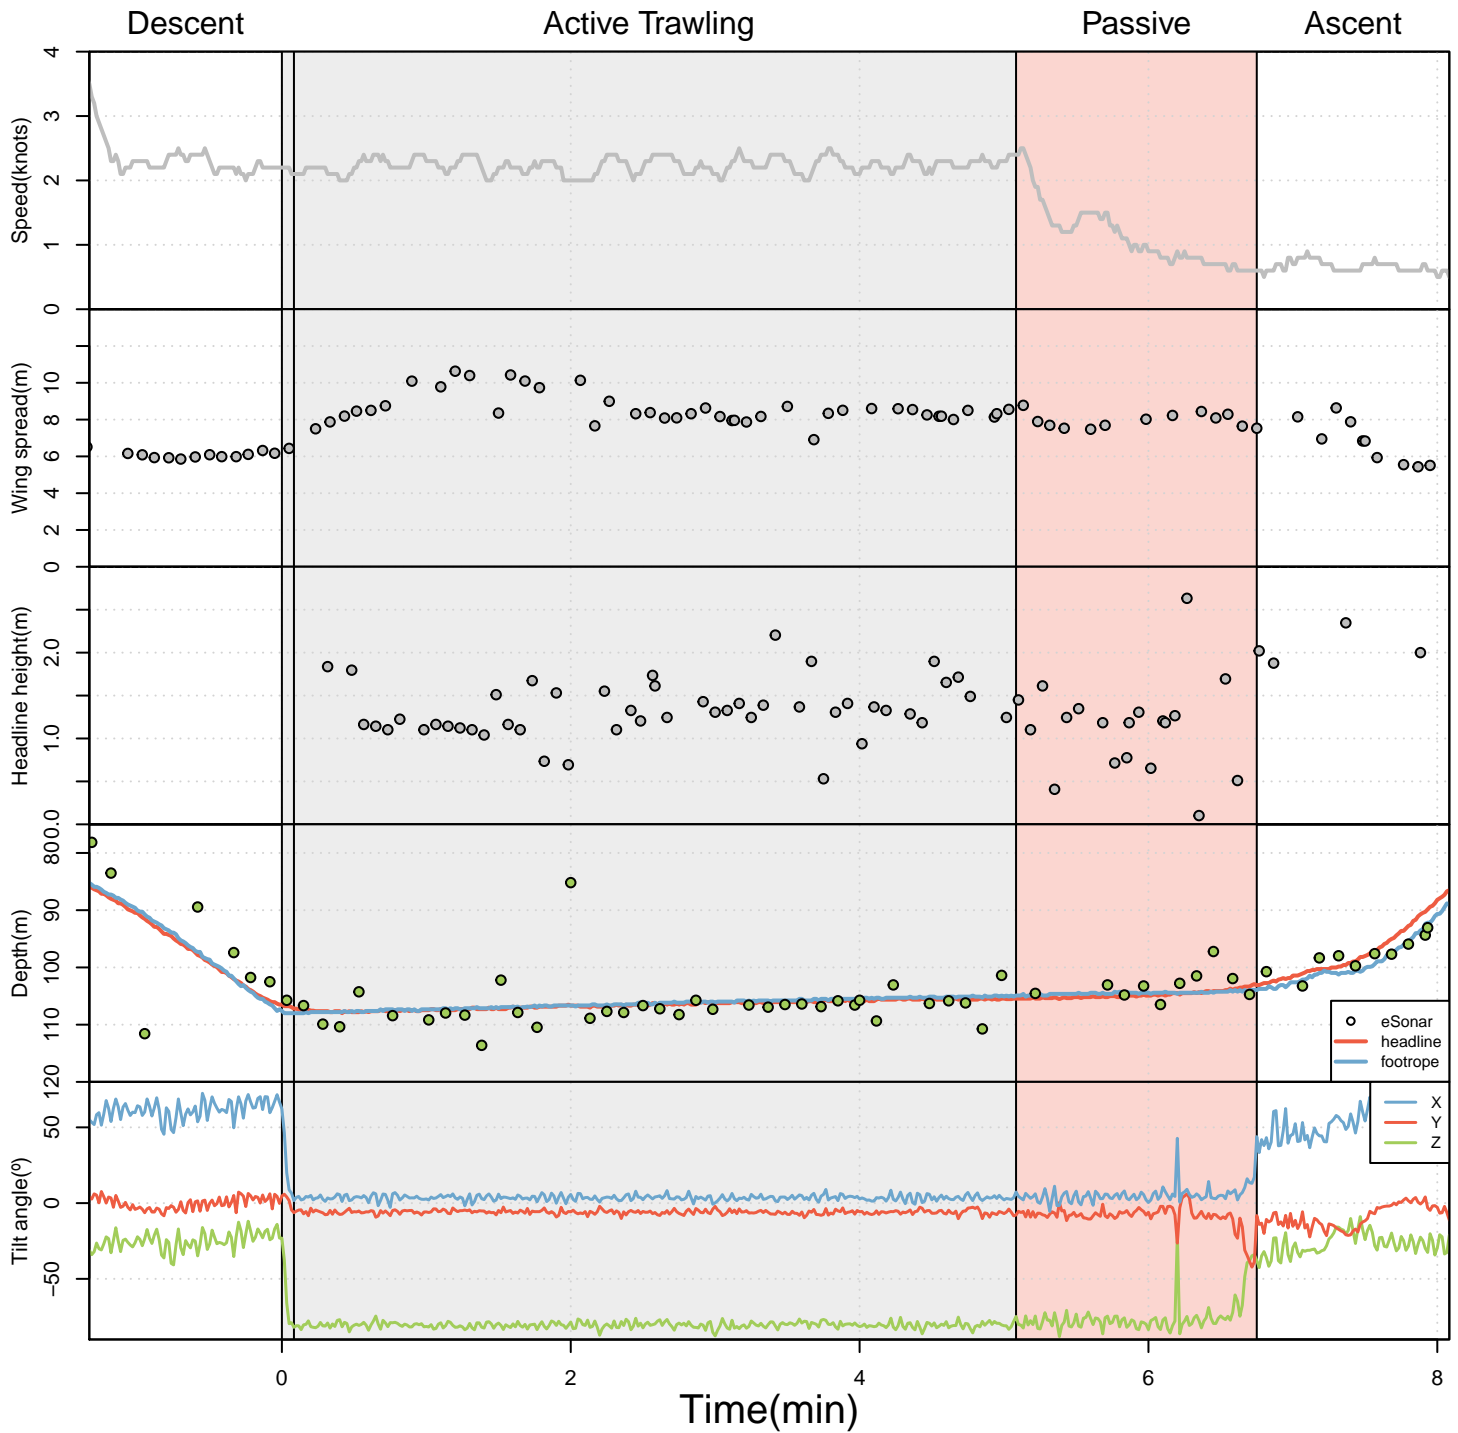 Descent Active Trawling Passive Ascent
Speed(knots)
4
3
2
1
0
Wing spread(m)
10
8
6
4
2
0
Headline height(m)
2.0
1.0
0.0
Depth(m)
80
90
100
110
120
eSonar
headline
footrope
Tilt angle(º)
50
0
−50
X
Y
Z
0 2 4 6 8
Time(min)